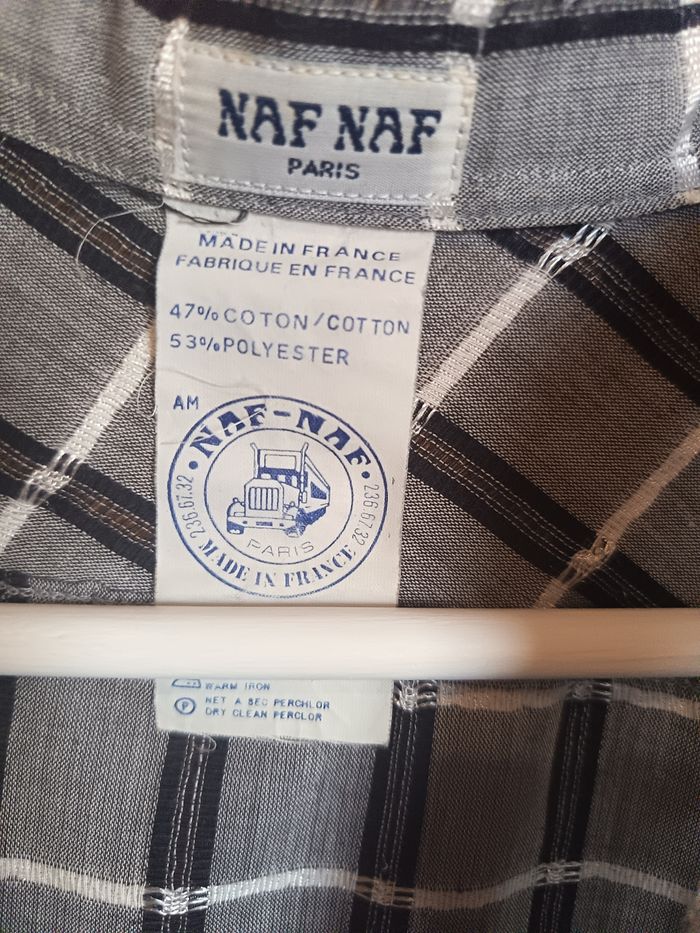 NAF NAF
PARIS
MADE IN FRANCE
FABRIQUE EN FRANCE
47% COTON/COTTON
53% POLYESTER
AM
NAF-NAF
236.67.32
236 67.32
PARIS
MADE IN FRANCE
WARM IRON
P
NET A SEC PERCHLOR
DRY CLEAN PERCLOR